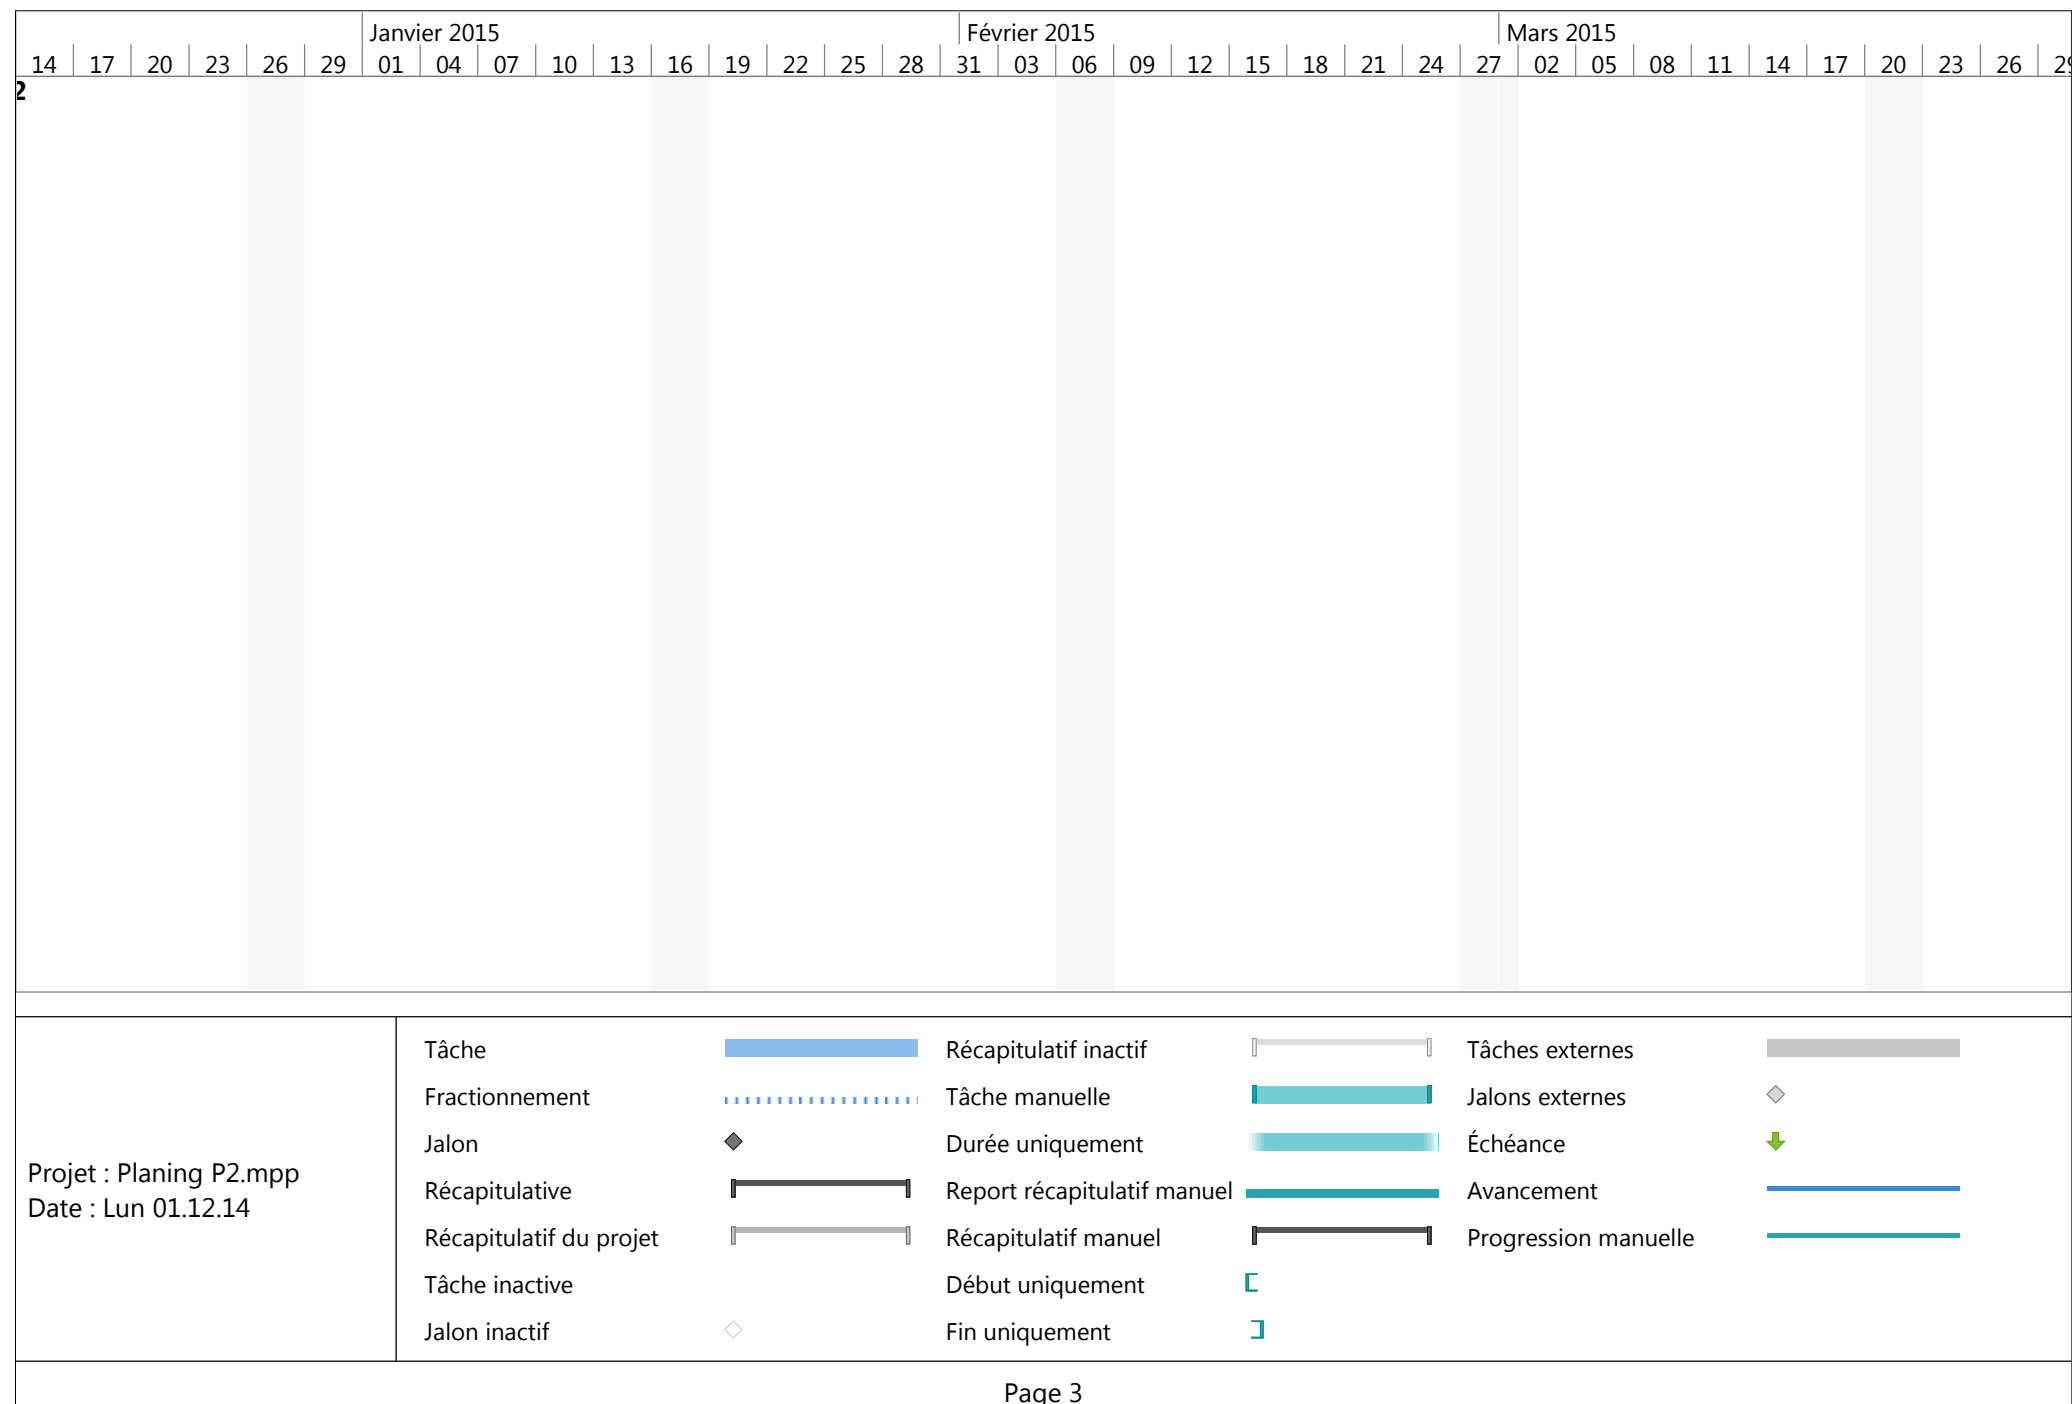 Janvier 2015 Février 2015 Mars 2015
14 17 20 23 26 29 01 04 07 10 13 16 19 22 25 28 31 03 06 09 12 15 18 21 24 27 02 05 08 11 14 17 20 23 26 29
2
Tâche Récapitulatif inactif Tâches externes
Fractionnement Tâche manuelle Jalons externes
Jalon Durée uniquement Échéance
Projet : Planing P2.mpp
Date : Lun 01.12.14
Récapitulative Report récapitulatif manuel Avancement
Récapitulatif du projet Récapitulatif manuel Progression manuelle
Tâche inactive Début uniquement
Jalon inactif Fin uniquement
Page 3